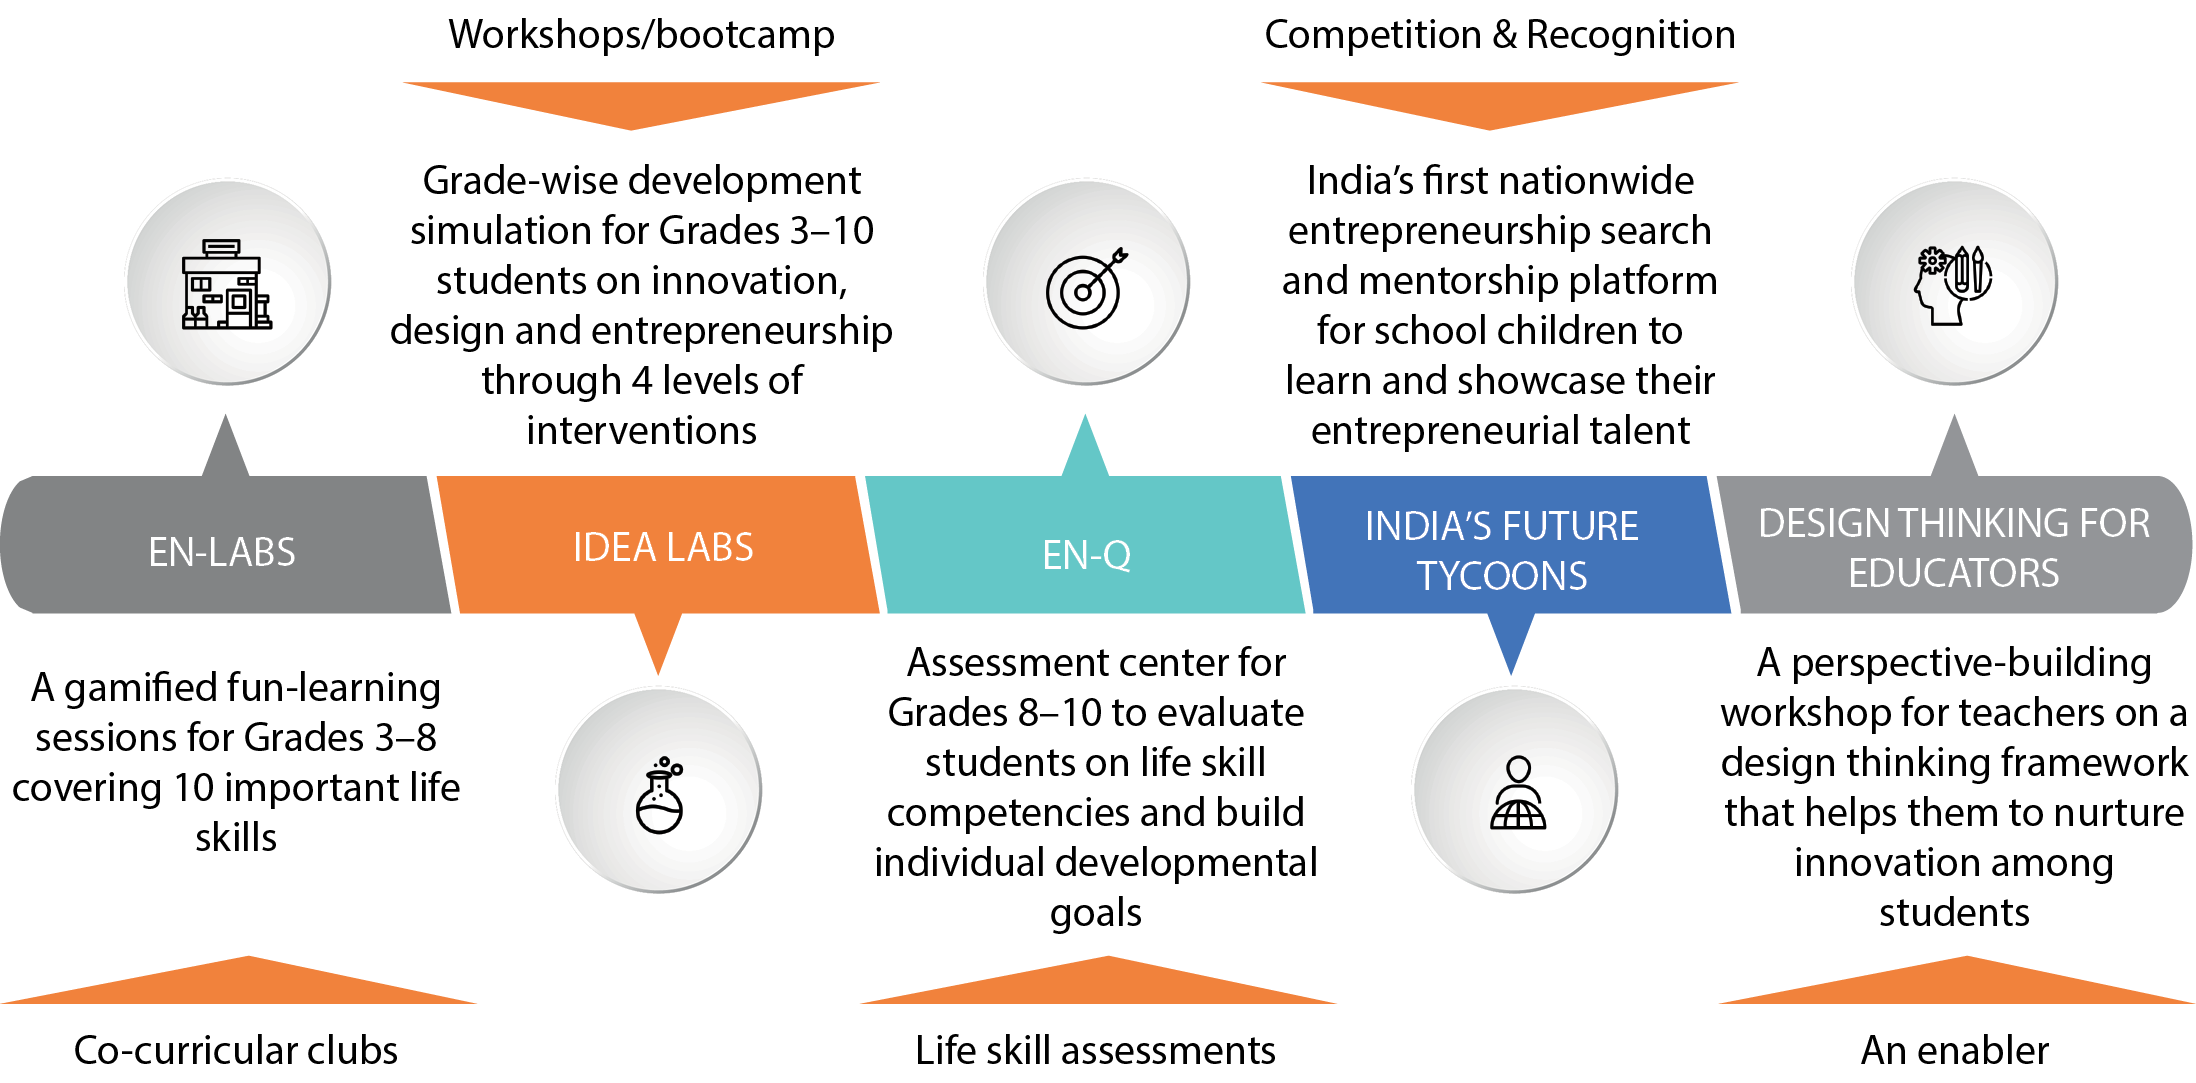 Workshops/bootcamp
Competition & Recognition
Grade-wise development
simulation for Grades 3–10
students on innovation,
design and entrepreneurship
through 4 levels of
interventions
India’s first nationwide
entrepreneurship search
and mentorship platform
for school children to
learn and showcase their
entrepreneurial talent
EN-LABS
IDEA LABS
EN-Q
INDIA’S FUTURE
TYCOONS
DESIGN THINKING FOR
EDUCATORS
A gamified fun-learning
sessions for Grades 3–8
covering 10 important life
skills
Assessment center for
Grades 8–10 to evaluate
students on life skill
competencies and build
individual developmental
goals
A perspective-building
workshop for teachers on a
design thinking framework
that helps them to nurture
innovation among
students
Co-curricular clubs
Life skill assessments
An enabler